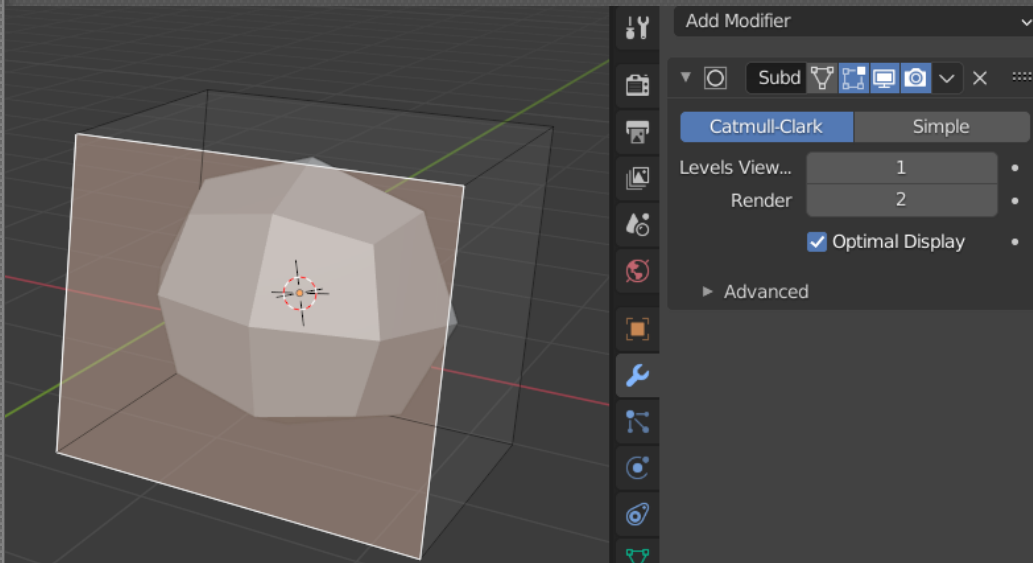 Add Modifier
Subd
Catmull-Clark Simple
Levels View... 1
Render 2
Optimal Display
Advanced